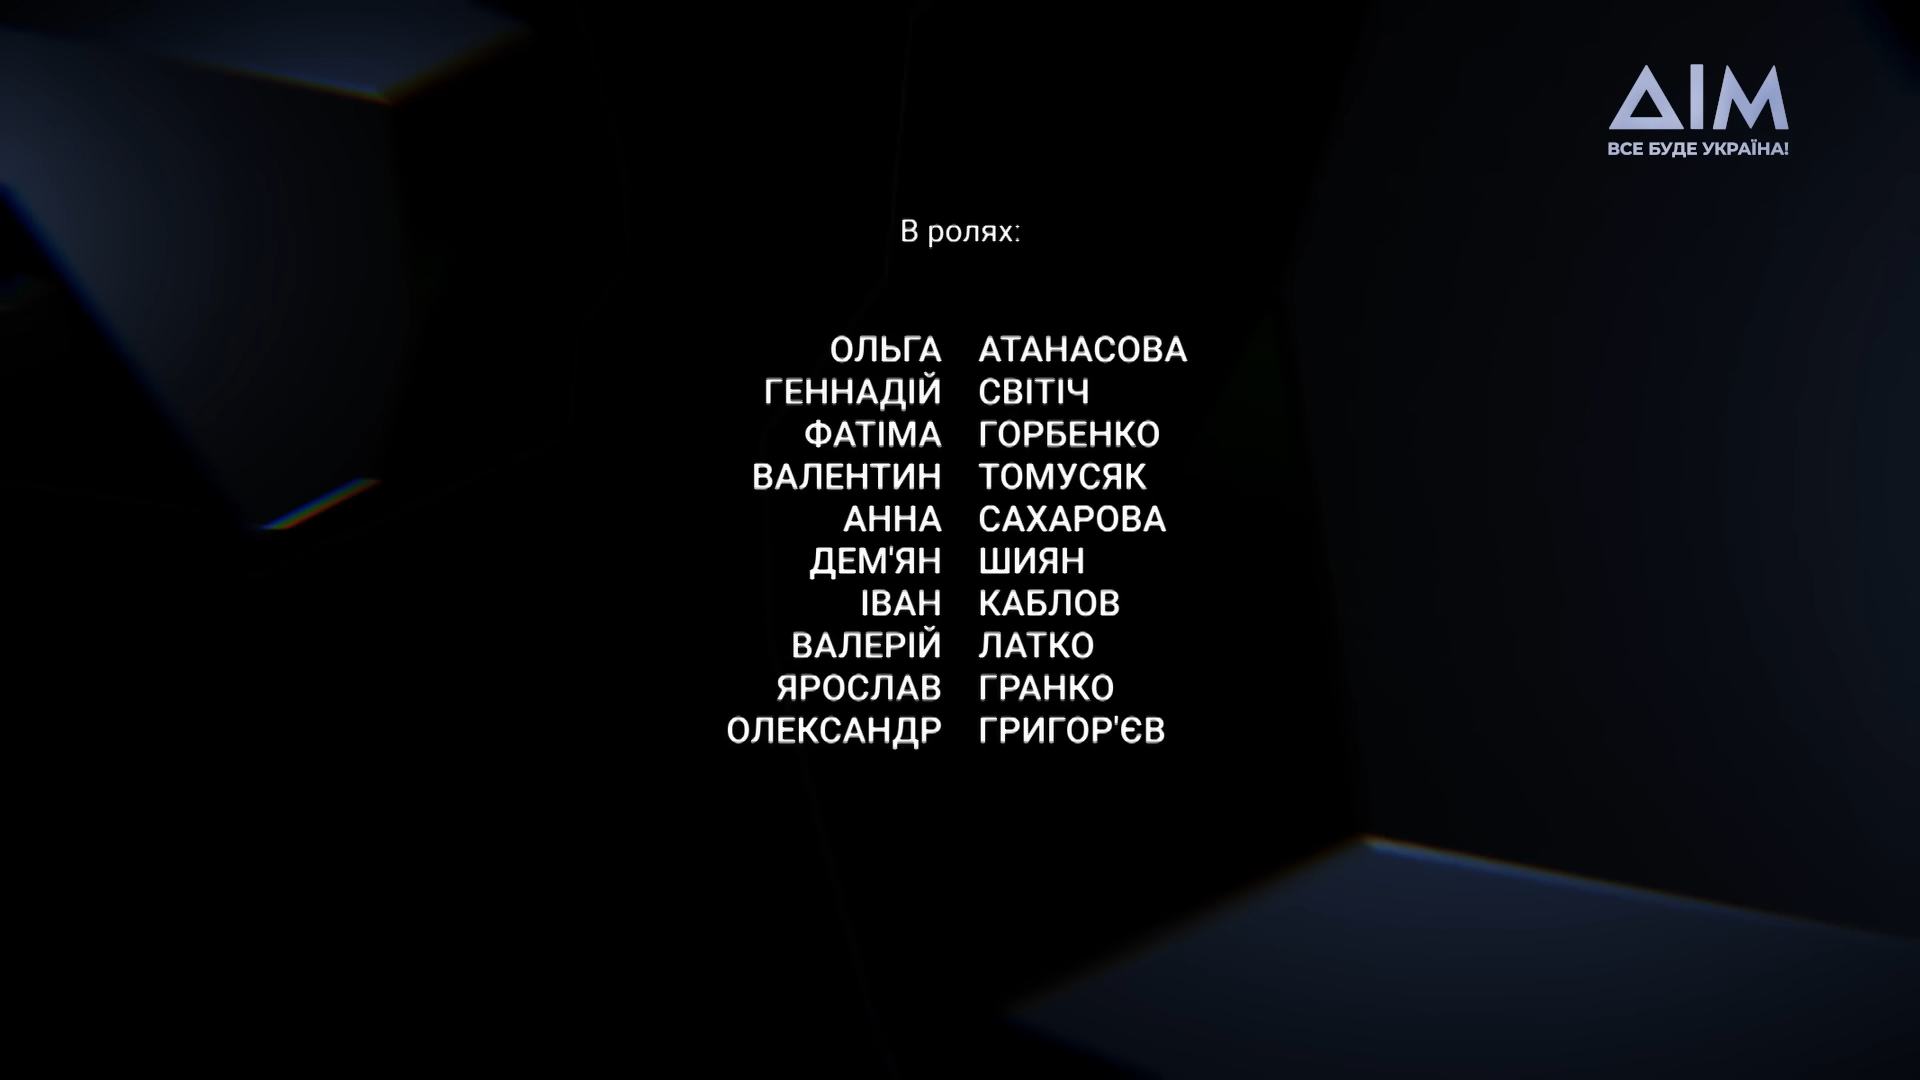 ДІМ
ВСЕ БУДЕ УКРАЇНА!
В ролях:
ОЛЬГА АТАНАСОВА
ГЕННАДІЙ СВІТІЧ
ФАТІМА ГОРБЕНКО
ВАЛЕНТИН ТОМУСЯК
АННА САХАРОВА
ДЕМ'ЯН ШИЯН
ІВАН КАБЛОВ
ВАЛЕРІЙ ЛАТКО
ЯРОСЛАВ ГРАНКО
ОЛЕКСАНДР ГРИГОР'ЄВ